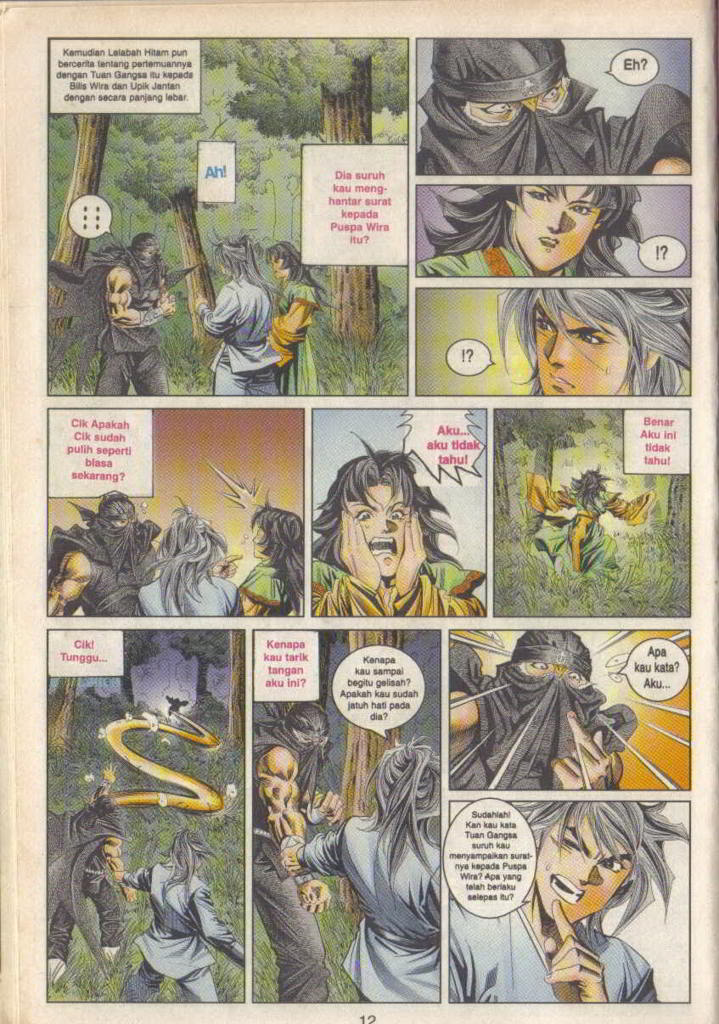 Kemudian Lelabah Hitam pun
bercerita tentang pertemuannya
dengan Tuan Gangsa itu kepada
Bilis Wira dan Upik Jantan
dengan secara panjang lebar.
Ah!
Dia suruh
kau meng-
hantar surat
kepada
Puspa Wira
itu?
Eh?
!?
!?
Cik Apakah
Cik sudah
pulih seperti
biasa
sekarang?
Aku...
aku tidak
tahu!
Benar
Aku ini
tidak
tahu!
Cik!
Tunggu...
Kenapa
kau tarik
tangan
aku ini?
Kenapa
kau sampai
begitu gelisah?
Apakah kau sudah
jatuh hati pada
dia?
Apa
kau kata?
Aku...
Sudahlah!
Kan kau kata
Tuan Gangsa
suruh kau
menyampaikan surat-
nya kepada Puspa
Wira? Apa yang
telah berlaku
selepas itu?
12